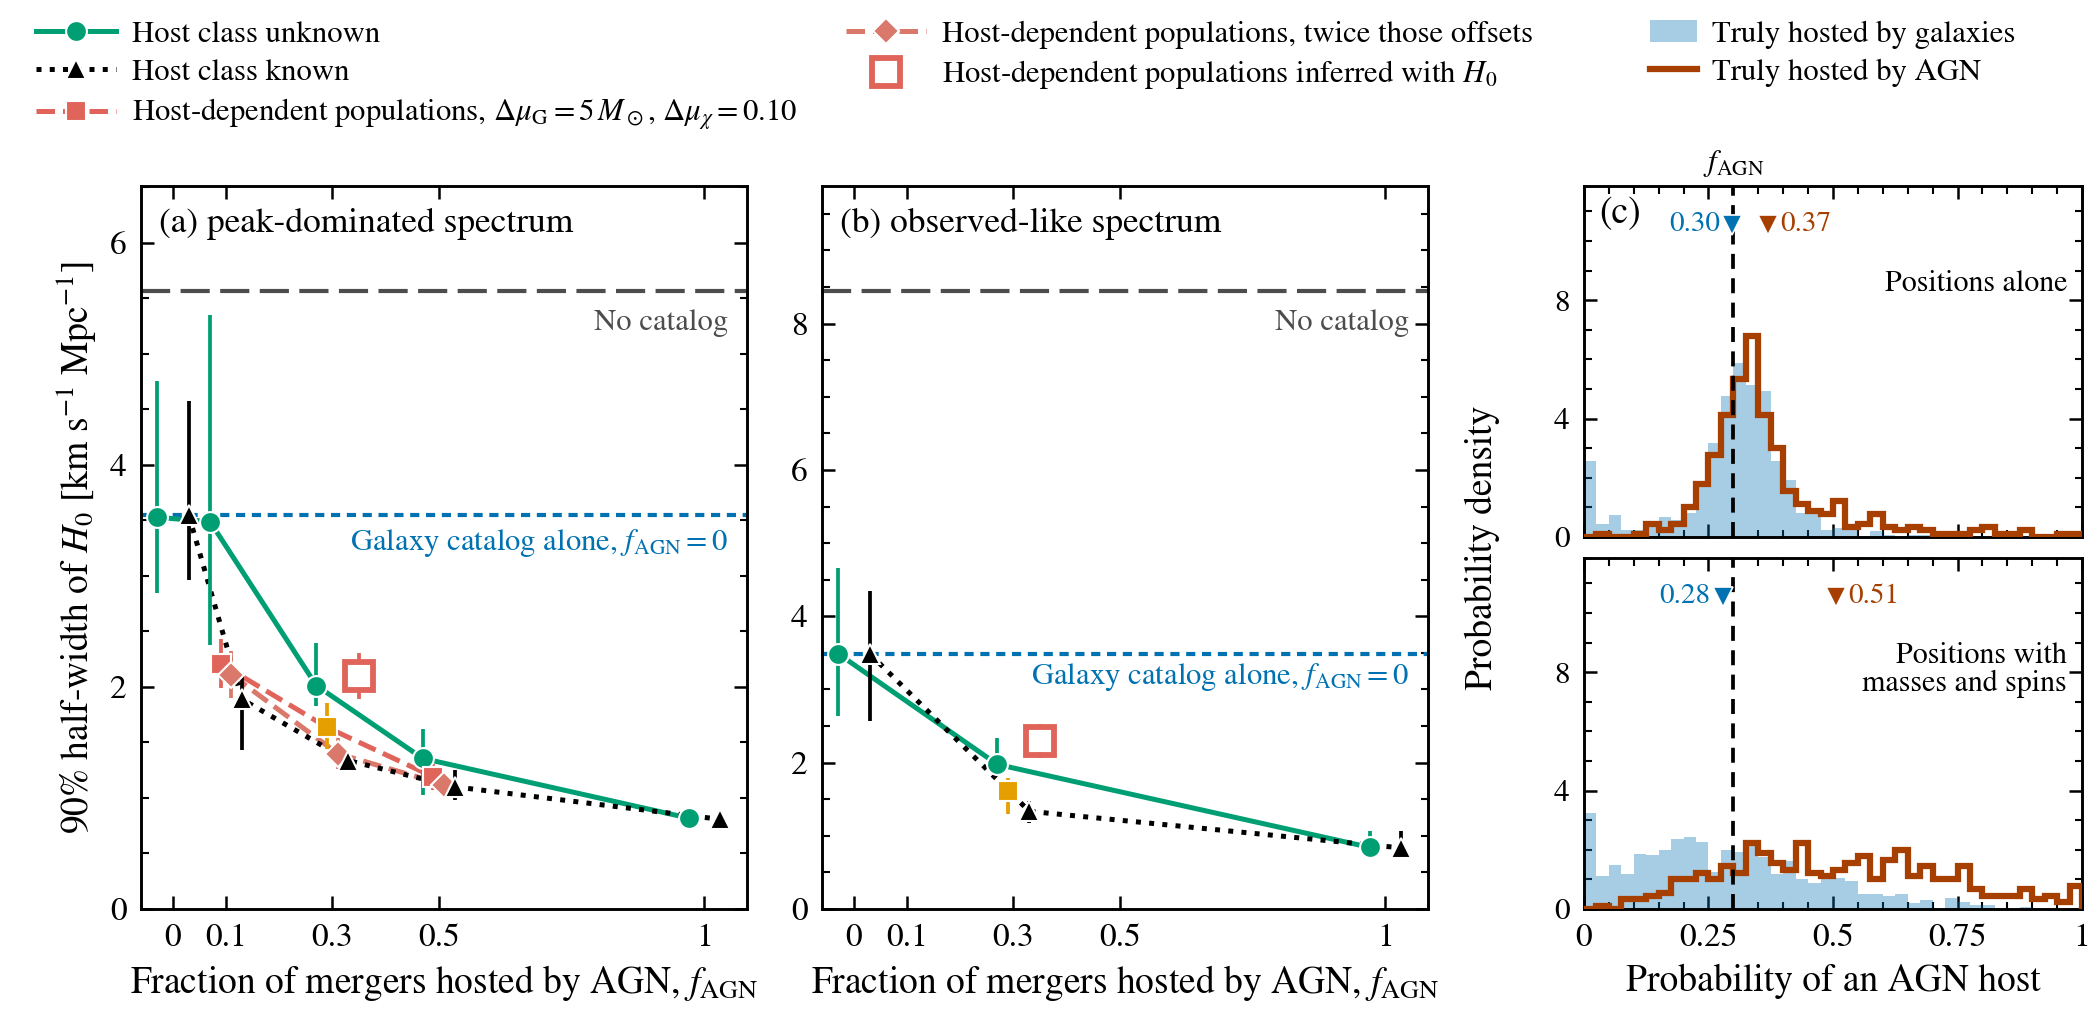 Host class unknown
Host class known
Host-dependent populations, Δμ_G = 5 M_⊙, Δμ_χ = 0.10
Host-dependent populations, twice those offsets
Host-dependent populations inferred with H₀
Truly hosted by galaxies
Truly hosted by AGN
90% half-width of H₀ [km s⁻¹ Mpc⁻¹]
(a) peak-dominated spectrum
No catalog
Galaxy catalog alone, f_AGN = 0
6
4
2
0
0 0.1 0.3 0.5 1
Fraction of mergers hosted by AGN, f_AGN
(b) observed-like spectrum
No catalog
Galaxy catalog alone, f_AGN = 0
8
6
4
2
0
0 0.1 0.3 0.5 1
Fraction of mergers hosted by AGN, f_AGN
Probability density
f_AGN
(c)
0.30 0.37
Positions alone
8
4
0
0.28 0.51
Positions with
masses and spins
8
4
0
0 0.25 0.5 0.75 1
Probability of an AGN host